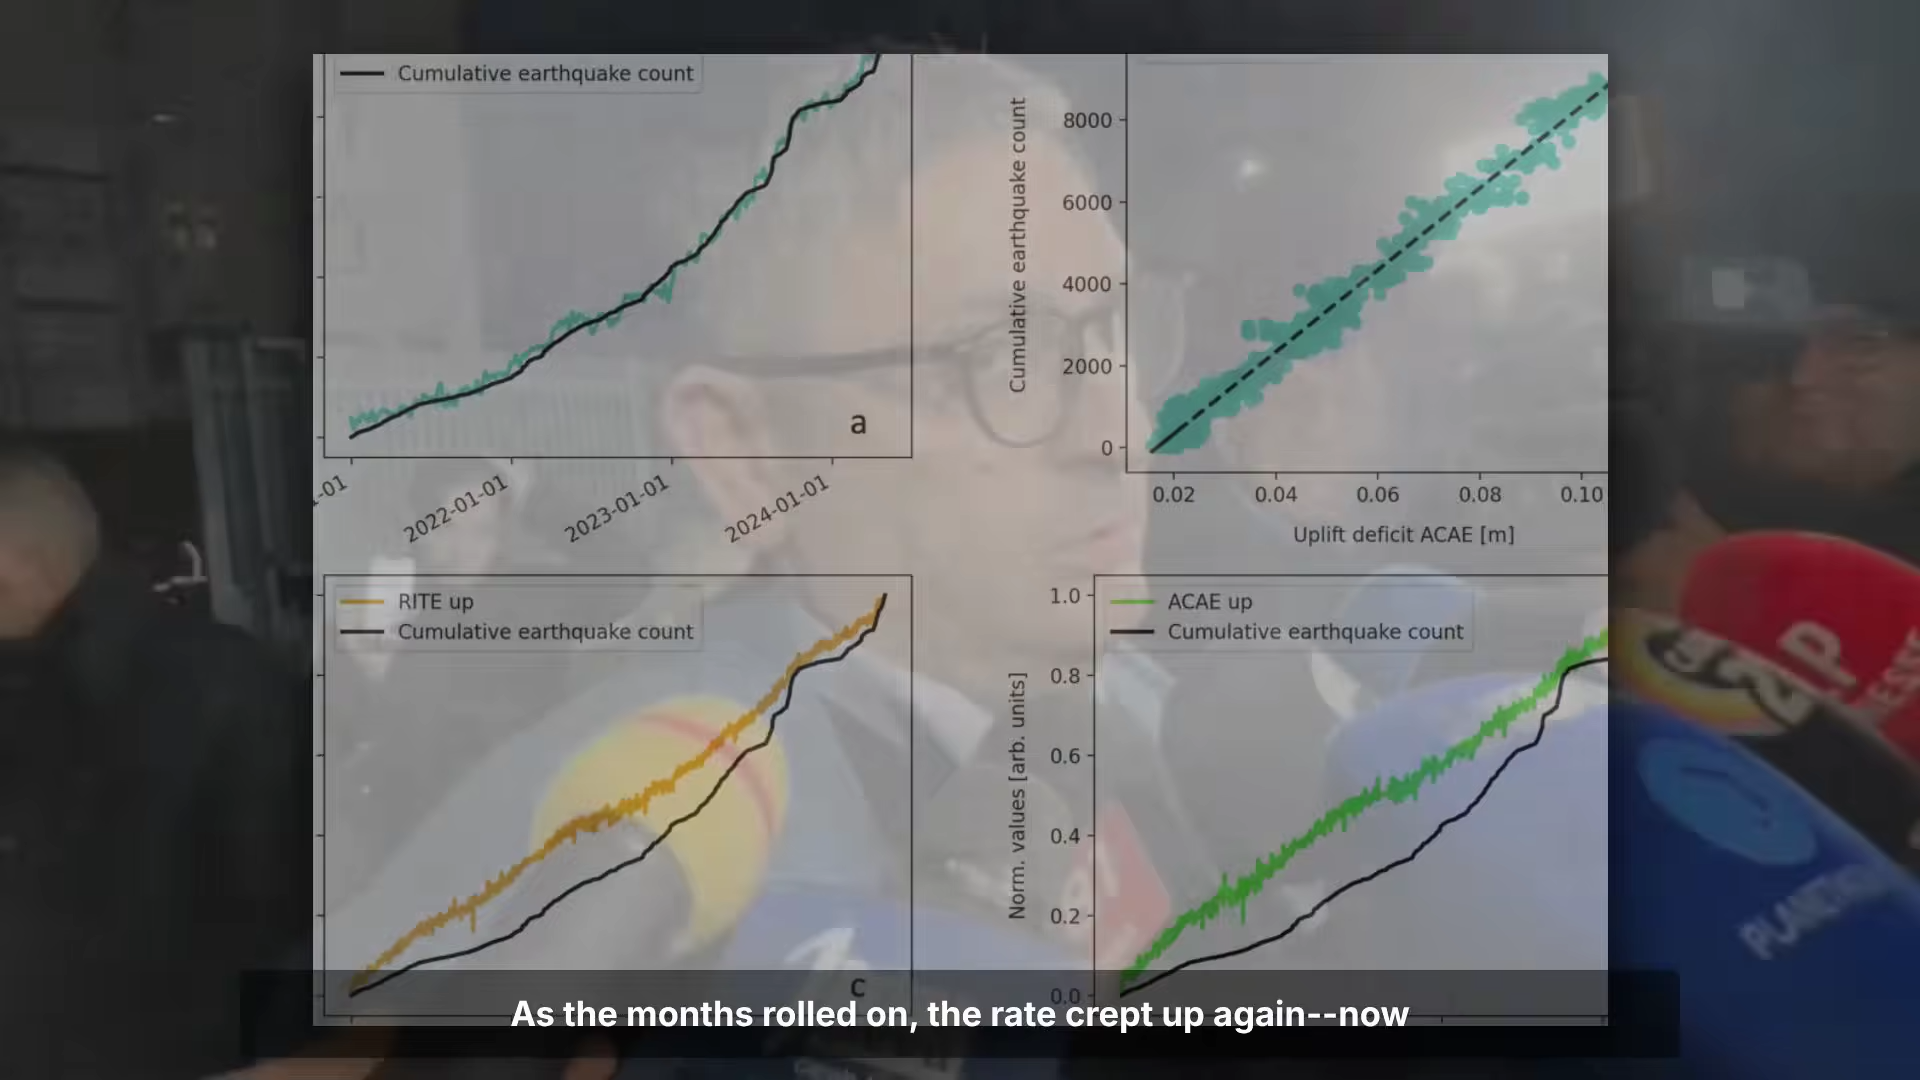 Cumulative earthquake count
a
-01
2022-01-01
2023-01-01
2024-01-01
Cumulative earthquake count
8000
6000
4000
2000
0
0.02
0.04
0.06
0.08
0.10
Uplift deficit ACAE [m]
RITE up
Cumulative earthquake count
c
ACAE up
Cumulative earthquake count
Norm. values [arb. units]
1.0
0.8
0.6
0.4
0.2
0.0
As the months rolled on, the rate crept up again--now